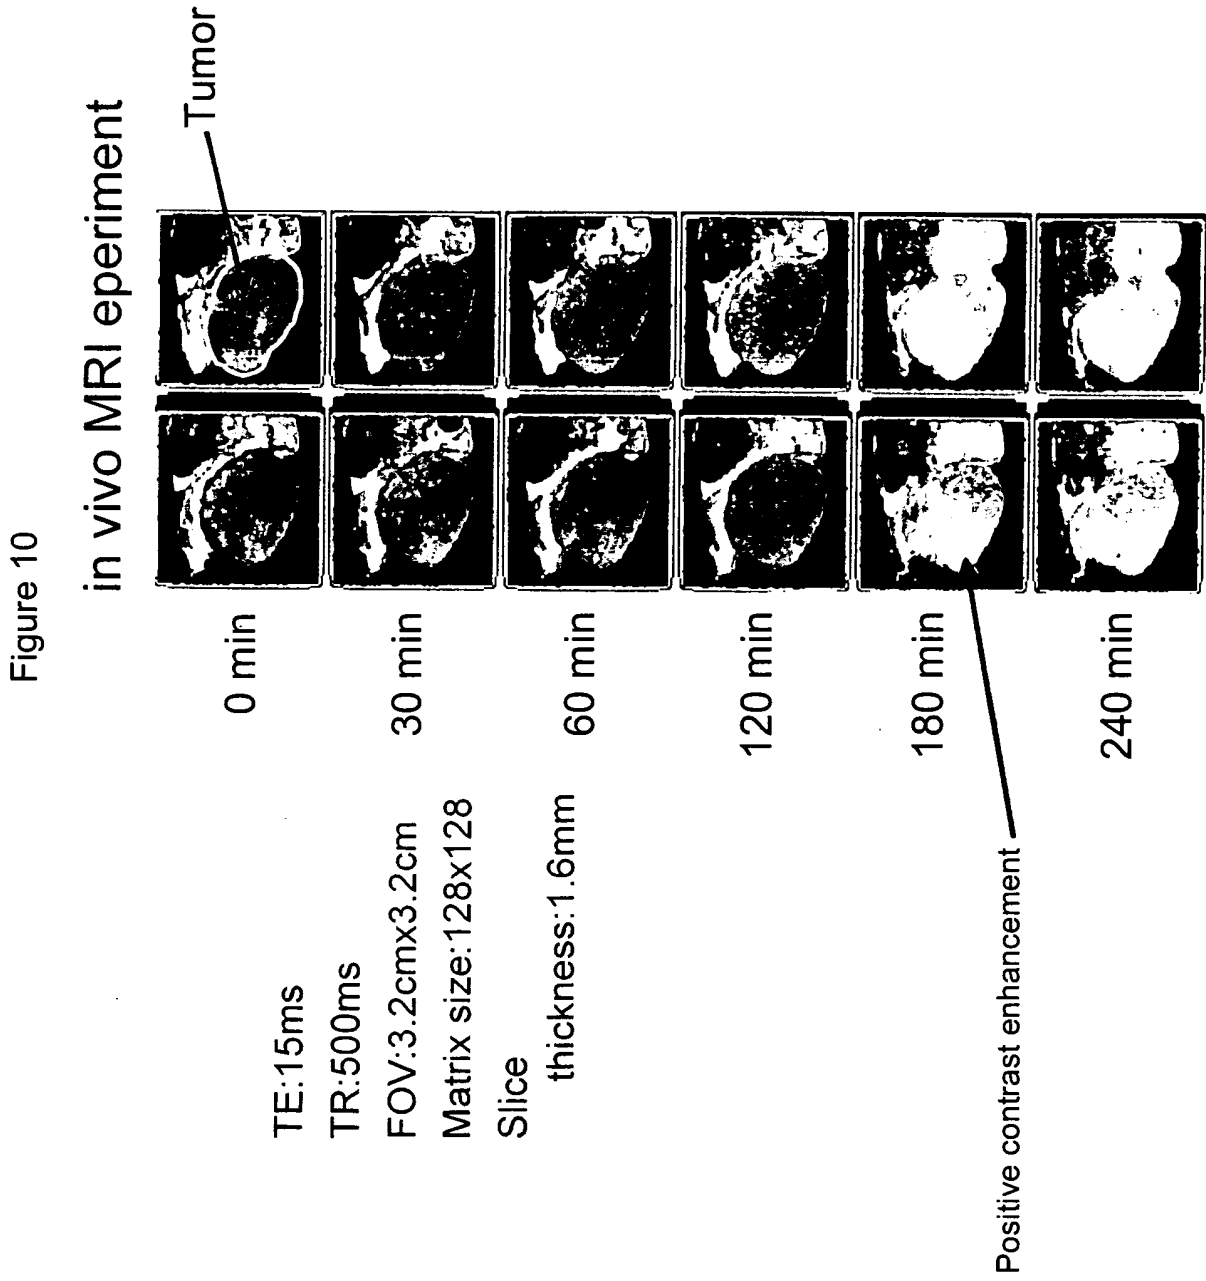 Figure 10
in vivo MRI eperiment
Tumor
0 min
30 min
60 min
120 min
180 min
240 min
TE:15ms
TR:500ms
FOV:3.2cmx3.2cm
Matrix size:128x128
Slice
thickness:1.6mm
Positive contrast enhancement